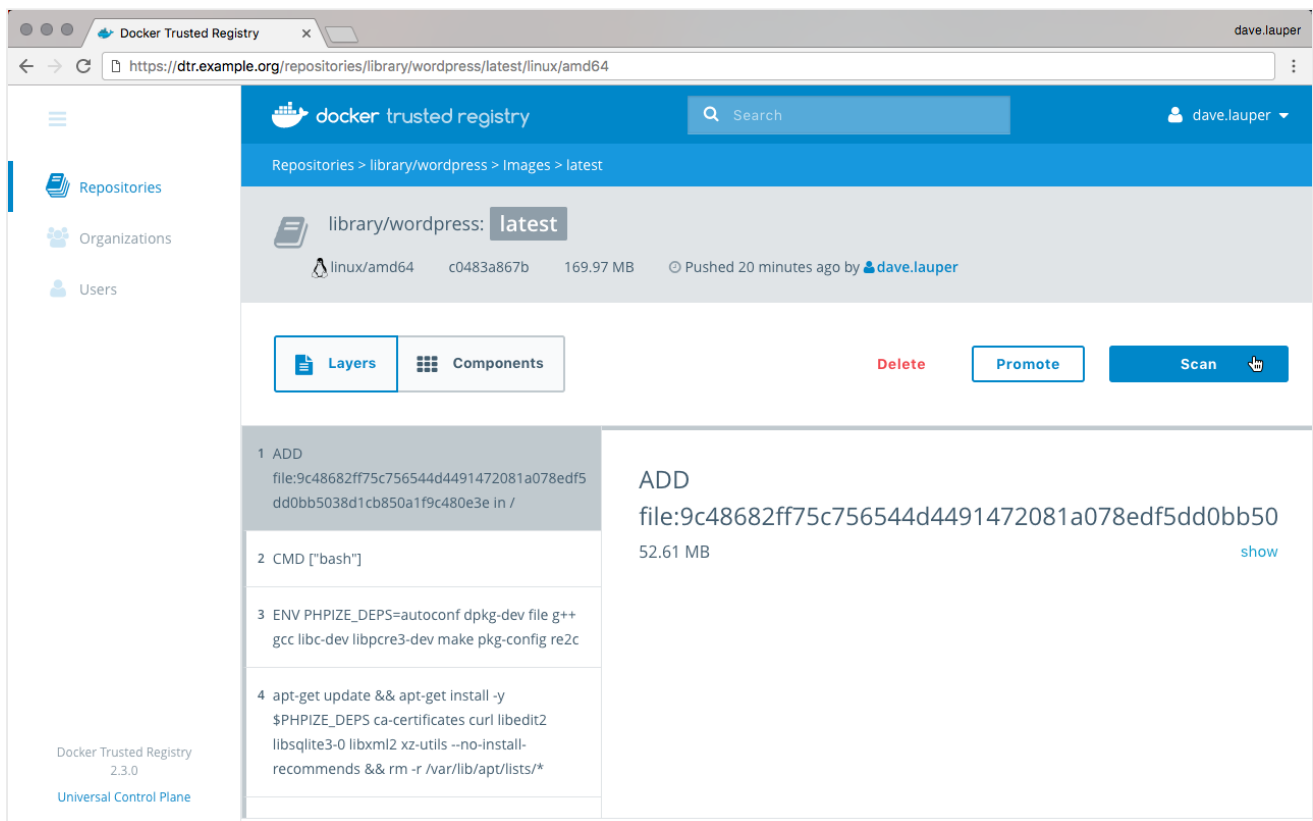 Docker Trusted Registry
dave.lauper
https://dtr.example.org/repositories/library/wordpress/latest/linux/amd64
docker trusted registry
Search
dave.lauper
Repositories > library/wordpress > Images > latest
Repositories
Organizations
Users
library/wordpress: latest
linux/amd64 c0483a867b 169.97 MB Pushed 20 minutes ago by dave.lauper
Layers
Components
Delete
Promote
Scan
1 ADD
file:9c48682ff75c756544d4491472081a078edf5
dd0bb5038d1cb850a1f9c480e3e in /
2 CMD ["bash"]
3 ENV PHPIZE_DEPS=autoconf dpkg-dev file g++
gcc libc-dev libpcre3-dev make pkg-config re2c
4 apt-get update && apt-get install -y
$PHPIZE_DEPS ca-certificates curl libedit2
libsqlite3-0 libxml2 xz-utils --no-install-
recommends && rm -r /var/lib/apt/lists/*
ADD
file:9c48682ff75c756544d4491472081a078edf5dd0bb50
52.61 MB
show
Docker Trusted Registry
2.3.0
Universal Control Plane